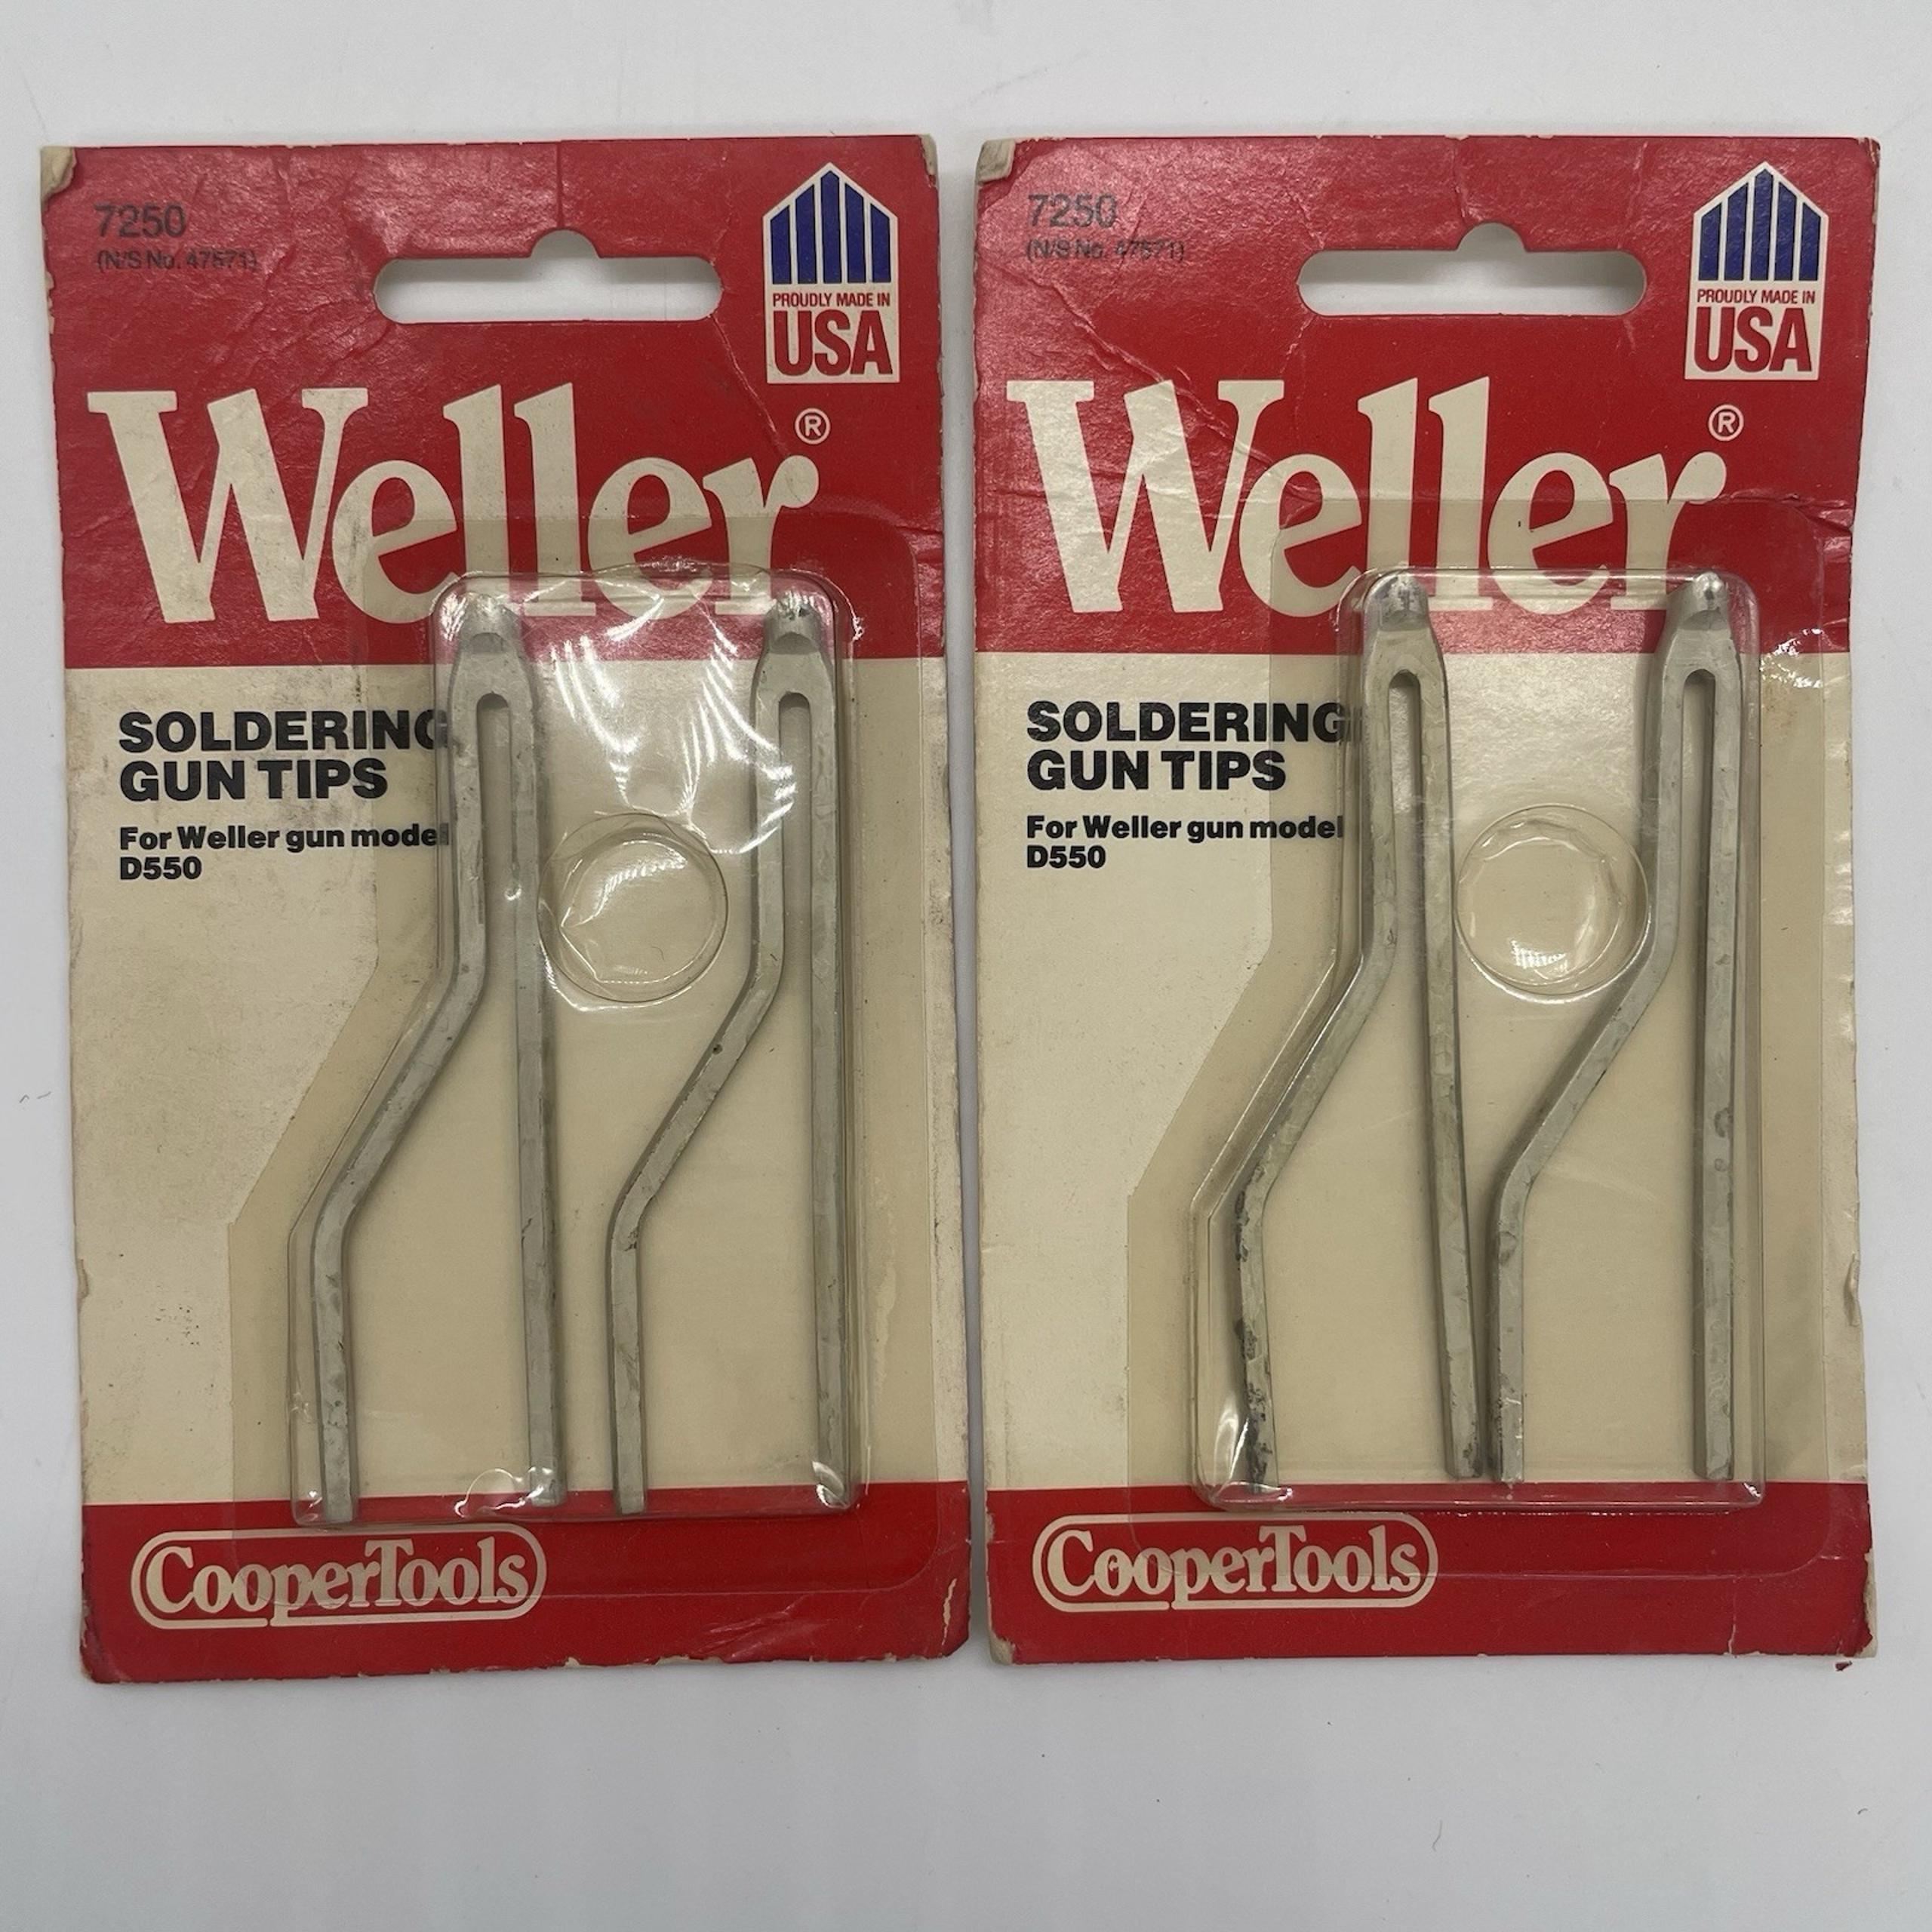 7250
(N/S No. 47571)
PROUDLY MADE IN
USA
Weller®
SOLDERING
GUN TIPS
For Weller gun model
D550
CooperTools
7250
(N/S No. 47571)
PROUDLY MADE IN
USA
Weller®
SOLDERING
GUN TIPS
For Weller gun model
D550
CooperTools